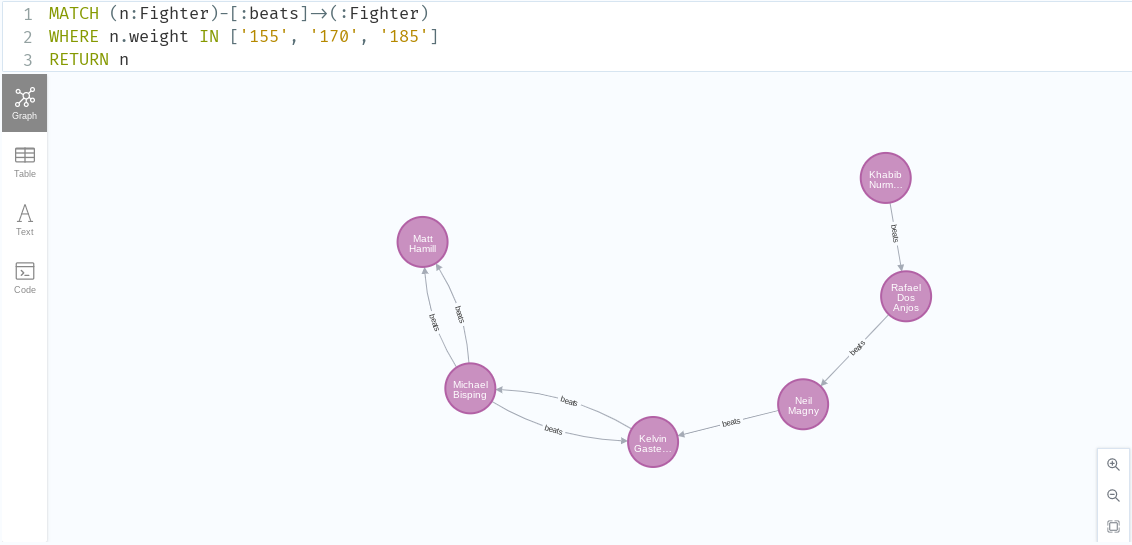 1 MATCH (n:Fighter)-[:beats]->(:Fighter)
2 WHERE n.weight IN ['155', '170', '185']
3 RETURN n
Graph
Table
Text
Code
Khabib
Nurm...
beats
Matt
Hamill
Rafael
Dos
Anjos
beats
beats
beats
Michael
Bisping
beats
beats
Neil
Magny
beats
Kelvin
Gaste...